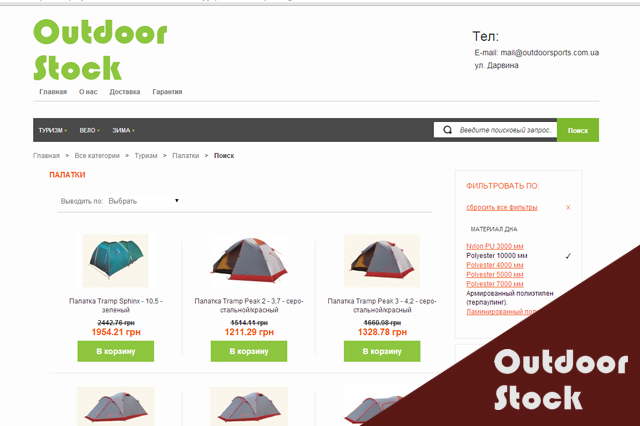 Outdoor
Stock
Тел:
E-mail: mail@outdoorsports.com.ua
ул. Дарвина
Главная О нас Доставка Гарантия
ТУРИЗМ ВЕЛО ЗИМА Введите поисковый запрос.. Поиск
Главная > Все категории > Туризм > Палатки > Поиск
ПАЛАТКИ
Выводить по: Выбрать
Палатка Tramp Sphinx - 10,5 -
зеленый
2442.76 грн
1954.21 грн
В корзину
Палатка Tramp Peak 2 - 3,7 - серо-
стальной/красный
1514.11 грн
1211.29 грн
В корзину
Палатка Tramp Peak 3 - 4,2 - серо-
стальной/красный
1660.98 грн
1328.78 грн
В корзину
ФИЛЬТРОВАТЬ ПО:
сбросить все фильтры x
МАТЕРИАЛ ДНА
Nylon PU 3000 мм
Polyester 10000 мм ✓
Polyester 4000 мм
Polyester 5000 мм
Polyester 7000 мм
Армированный полиэтилен
(терпаулинг).
Ламинированный
Outdoor
Stock